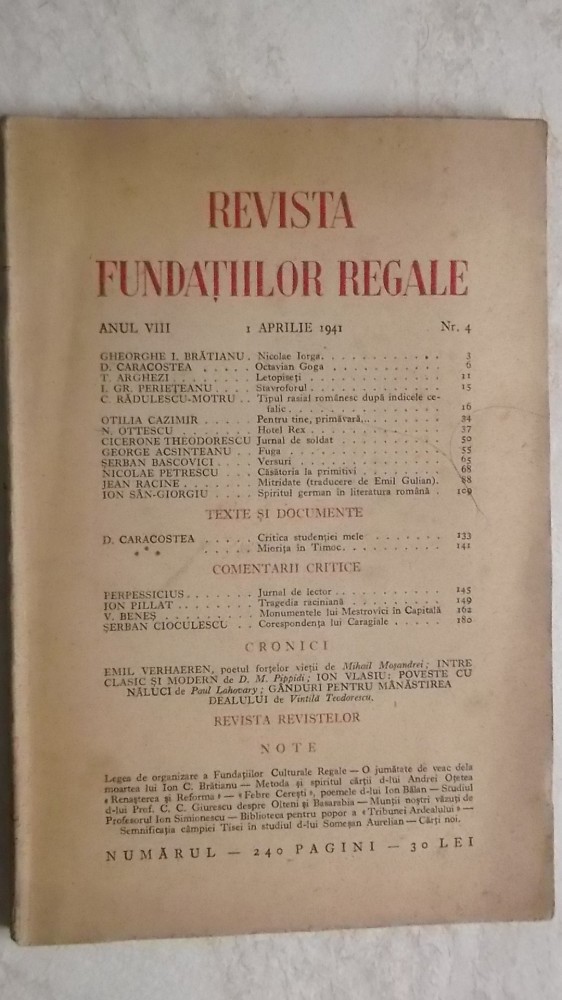 REVISTA
FUNDAȚIILOR REGALE
ANUL VIII 1 APRILIE 1941 Nr. 4
GHEORGHE I. BRĂTIANU . Nicolae Iorga. . . . . . . . . . . . 3
D. CARACOSTEA . . . . . Octavian Goga . . . . . . . . . . . 6
T. ARGHEZI . . . . . . . . Letopiseți . . . . . . . . . . . . 11
I. GR. PERIEȚEANU . . . . Stavroforul . . . . . . . . . . . . 15
C. RĂDULESCU-MOTRU . . Tipul rasial românesc după indicele ce-
falic . . . . . . . . . . . . . . 16
OTILIA CAZIMIR . . . . . Pentru tine, primăvară... . . . . . . . 34
N. OTTESCU . . . . . . . Hotel Rex . . . . . . . . . . . . 37
CICERONE THEODORESCU Jurnal de soldat . . . . . . . . . . 50
GEORGE ACSINTEANU . . Fuga . . . . . . . . . . . . . . 55
ȘERBAN BASCOVICI . . . . Versuri . . . . . . . . . . . . . 65
NICOLAE PETRESCU . . . Căsătoria la primitivi . . . . . . . . 68
JEAN RACINE . . . . . . . Mitridate (traducere de Emil Gulian). 88
ION SÂN-GIORGIU . . . . Spiritul german în literatura română . 109
TEXTE ȘI DOCUMENTE
D. CARACOSTEA . . . . . Critica studenției mele . . . . . . . 133
* * * . . . . . Miorița în Timoc. . . . . . . . . . 141
COMENTARII CRITICE
PERPESSICIUS . . . . . . . Jurnal de lector . . . . . . . . . . 145
ION PILLAT . . . . . . . . Tragedia raciniană . . . . . . . . . 149
V. BENEȘ . . . . . . . . . Monumentele lui Mestrovici în Capitală 162
ȘERBAN CIOCULESCU . . Corespondența lui Caragiale . . . . . 180
CRONICI
EMIL VERHAEREN, poetul forțelor vieții de Mihail Moșandrei; INTRE
CLASIC ȘI MODERN de D. M. Pippidi; ION VLASIU: POVESTE CU
NĂLUCI de Paul Lahovary; GÂNDURI PENTRU MĂNĂSTIREA
DEALULUI de Vintilă Teodorescu.
REVISTA REVISTELOR
NOTE
Legea de organizare a Fundațiilor Culturale Regale — O jumătate de veac dela
moartea lui Ion C. Brătianu — Metoda și spiritul cărții d-lui Andrei Oțetea
« Renașterea și Reforma » — « Febre Cerești », poemele d-lui Ion Bălan — Studiul
d-lui Prof. C. C. Giurescu despre Olteni și Basarabia — Munții noștri văzuți de
Profesorul Ion Simionescu — Biblioteca pentru popor a « Tribunei Ardealului » —
Semnificația câmpiei Tisei în studiul d-lui Someșan Aurelian — Cărți noi.
NUMĂRUL — 240 PAGINI — 30 LEI